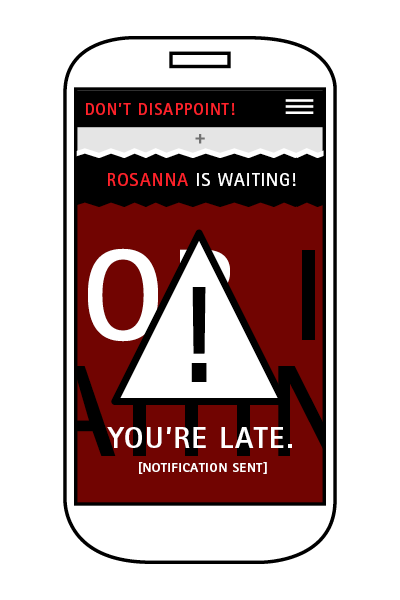 DON'T DISAPPOINT!
+
ROSANNA IS WAITING!
!
YOU'RE LATE.
[NOTIFICATION SENT]